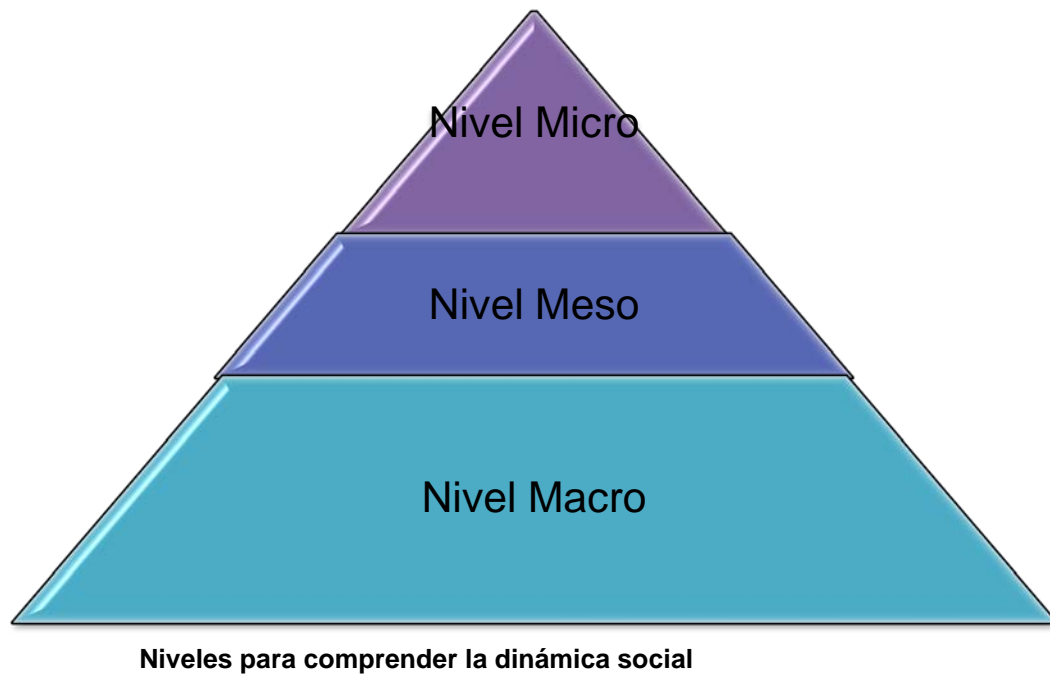 Nivel Micro
Nivel Meso
Nivel Macro
Niveles para comprender la dinámica social